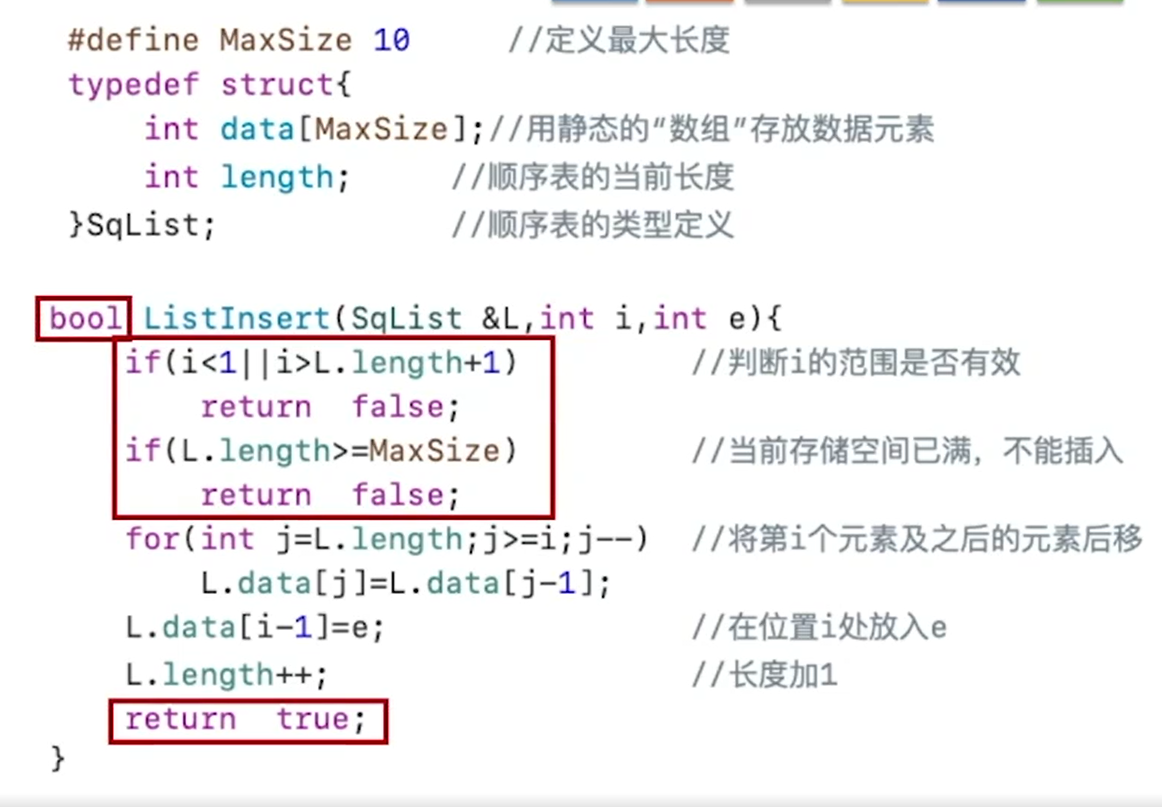 #define MaxSize 10 //定义最大长度
typedef struct{
int data[MaxSize];//用静态的“数组”存放数据元素
int length; //顺序表的当前长度
}SqList; //顺序表的类型定义
bool ListInsert(SqList &L,int i,int e){
if(i<1||i>L.length+1) //判断i的范围是否有效
return false;
if(L.length>=MaxSize) //当前存储空间已满，不能插入
return false;
for(int j=L.length;j>=i;j--) //将第i个元素及之后的元素后移
L.data[j]=L.data[j-1];
L.data[i-1]=e; //在位置i处放入e
L.length++; //长度加1
return true;
}